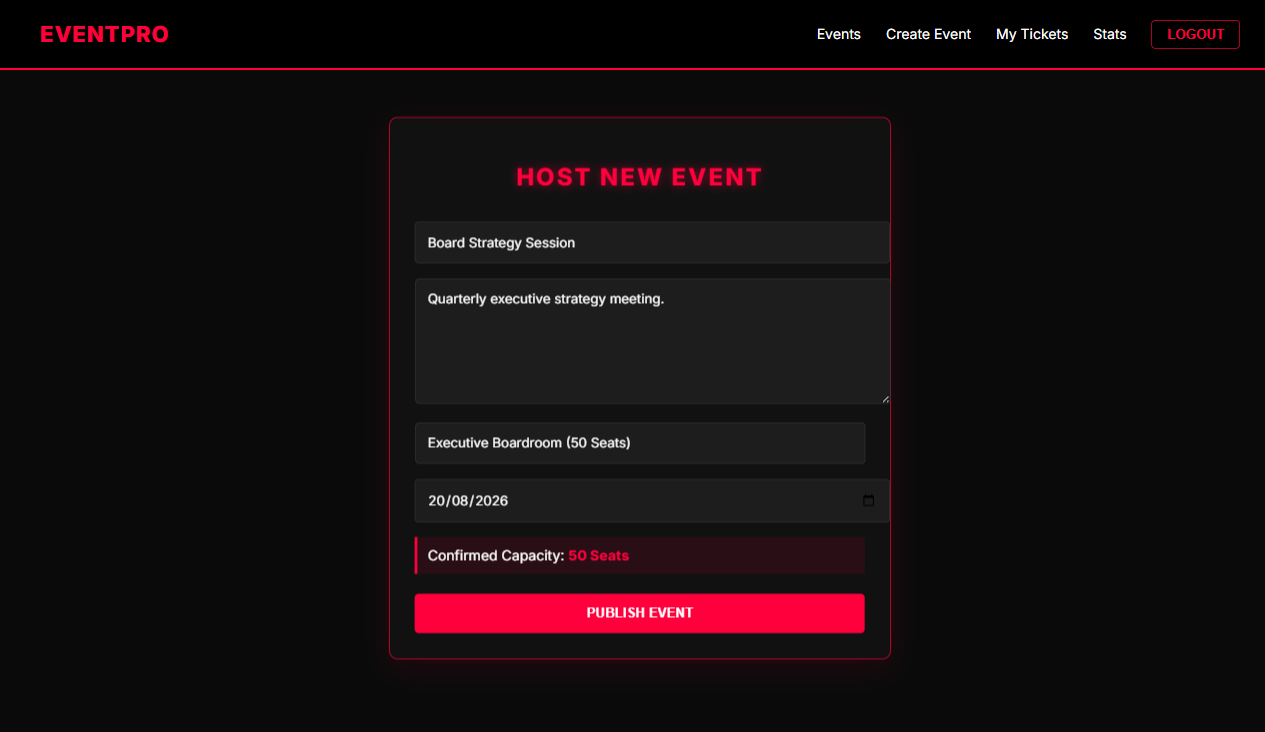 EVENTPRO
Events Create Event My Tickets Stats LOGOUT
HOST NEW EVENT
Board Strategy Session
Quarterly executive strategy meeting.
Executive Boardroom (50 Seats)
20/08/2026
Confirmed Capacity: 50 Seats
PUBLISH EVENT